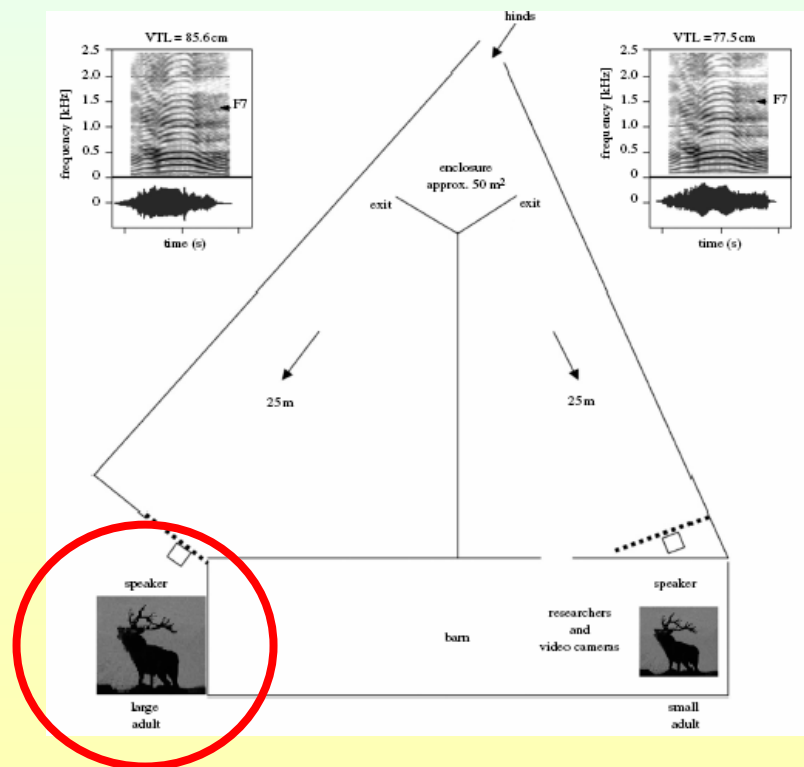 hinds
VTL = 85.6 cm
2.5
2.0
1.5
1.0
0.5
0
0
frequency [kHz]
F7
time (s)
VTL = 77.5 cm
2.5
2.0
1.5
1.0
0.5
0
0
frequency [kHz]
F7
time (s)
enclosure
approx. 50 m²
exit
exit
25 m
25 m
speaker
large
adult
barn
researchers
and
video cameras
speaker
small
adult